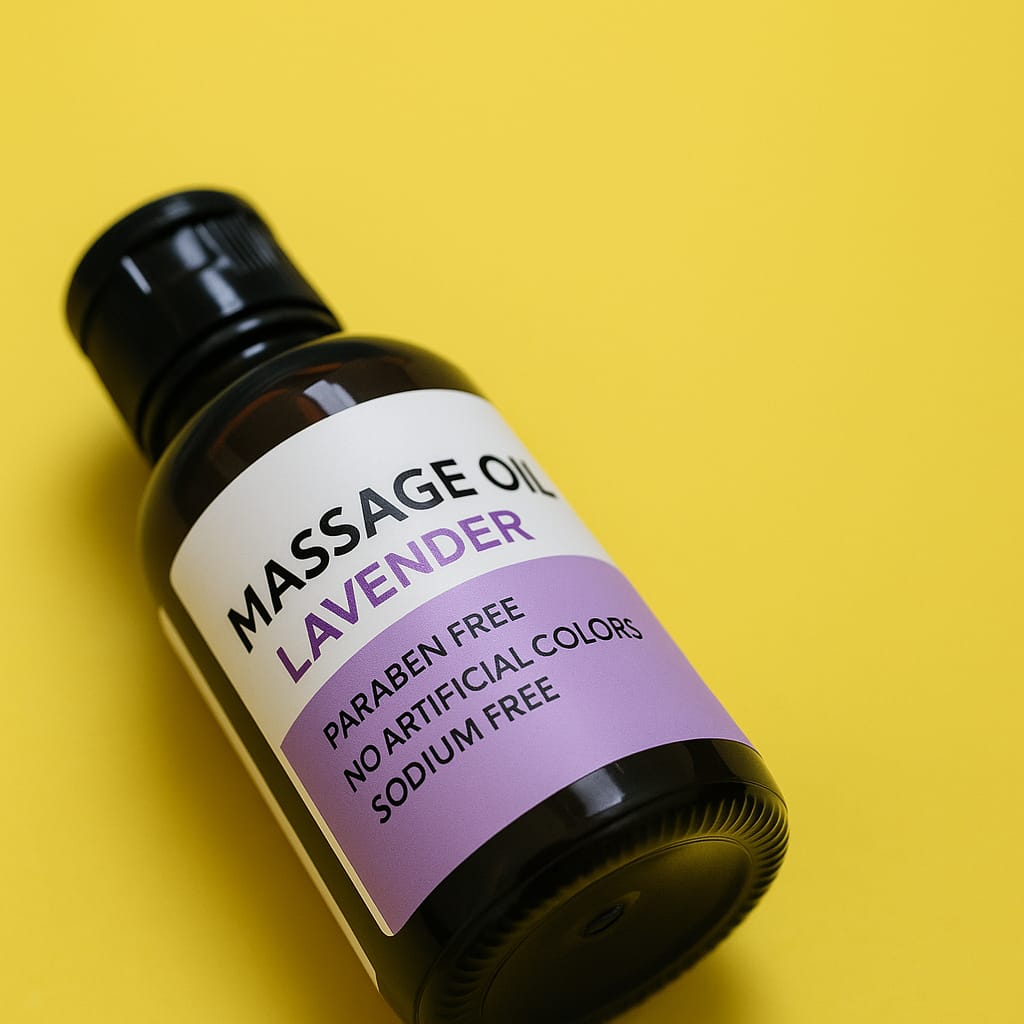 MASSAGE OIL
LAVENDER
PARABEN FREE
NO ARTIFICIAL COLORS
SODIUM FREE